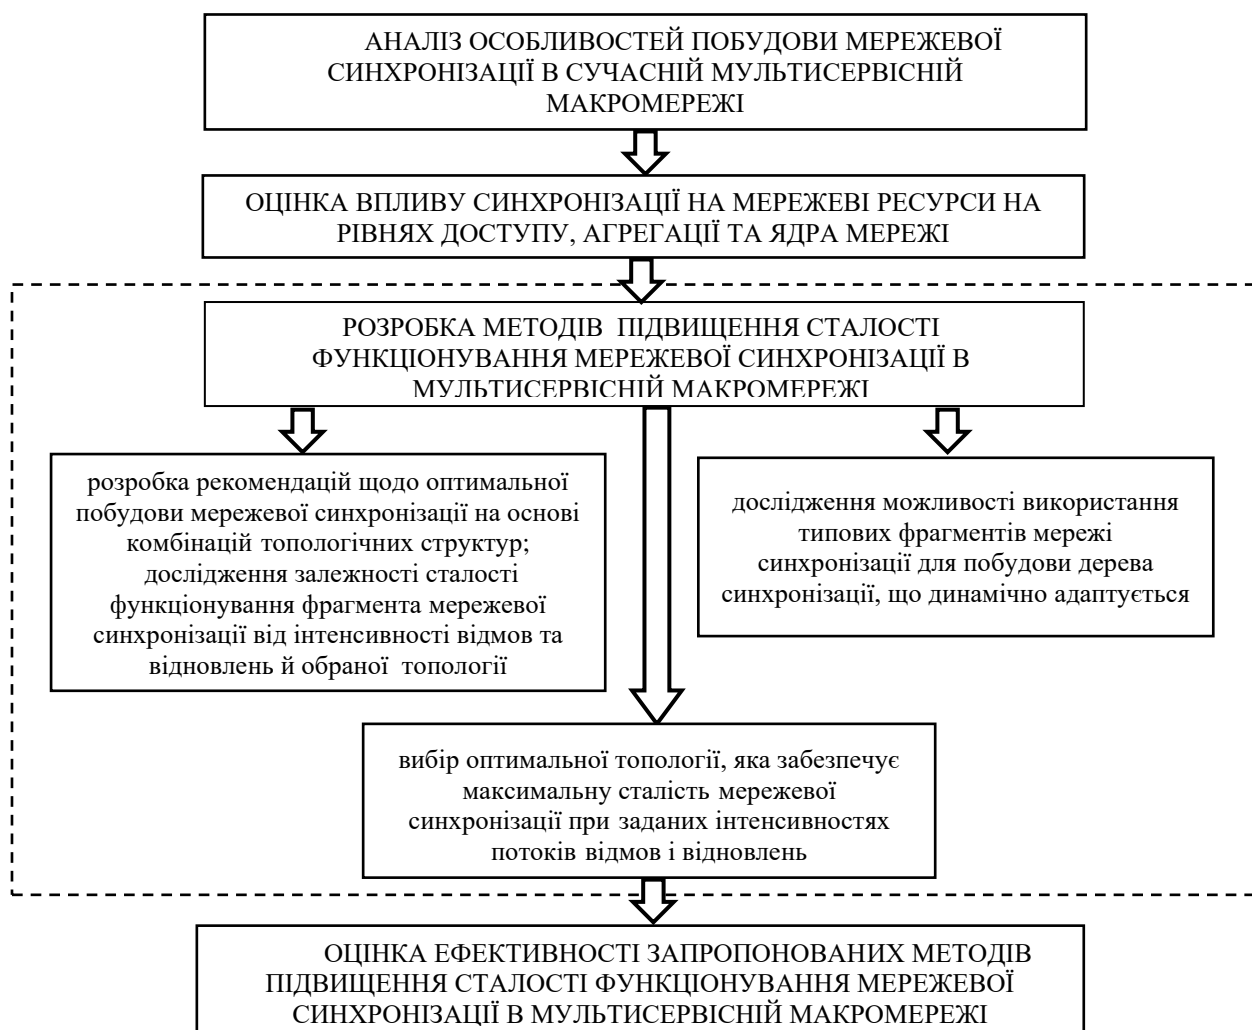 АНАЛІЗ ОСОБЛИВОСТЕЙ ПОБУДОВИ МЕРЕЖЕВОЇ
СИНХРОНІЗАЦІЇ В СУЧАСНІЙ МУЛЬТИСЕРВІСНІЙ
МАКРОМЕРЕЖІ
ОЦІНКА ВПЛИВУ СИНХРОНІЗАЦІЇ НА МЕРЕЖЕВІ РЕСУРСИ НА
РІВНЯХ ДОСТУПУ, АГРЕГАЦІЇ ТА ЯДРА МЕРЕЖІ
РОЗРОБКА МЕТОДІВ ПІДВИЩЕННЯ СТАЛОСТІ
ФУНКЦІОНУВАННЯ МЕРЕЖЕВОЇ СИНХРОНІЗАЦІЇ В
МУЛЬТИСЕРВІСНІЙ МАКРОМЕРЕЖІ
розробка рекомендацій щодо оптимальної
побудови мережевої синхронізації на основі
комбінацій топологічних структур;
дослідження залежності сталості
функціонування фрагмента мережевої
синхронізації від інтенсивності відмов та
відновлень й обраної топології
дослідження можливості використання
типових фрагментів мережі
синхронізації для побудови дерева
синхронізації, що динамічно адаптується
вибір оптимальної топології, яка забезпечує
максимальну сталість мережевої
синхронізації при заданих інтенсивностях
потоків відмов і відновлень
ОЦІНКА ЕФЕКТИВНОСТІ ЗАПРОПОНОВАНИХ МЕТОДІВ
ПІДВИЩЕННЯ СТАЛОСТІ ФУНКЦІОНУВАННЯ МЕРЕЖЕВОЇ
СИНХРОНІЗАЦІЇ В МУЛЬТИСЕРВІСНІЙ МАКРОМЕРЕЖІ